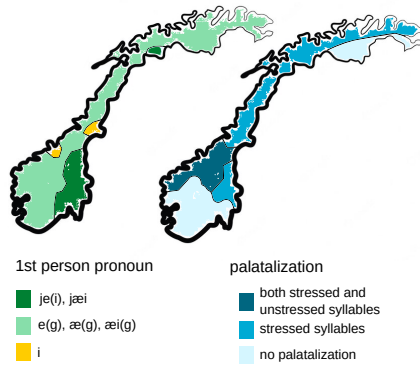 1st person pronoun
je(i), jæi
e(g), æ(g), æi(g)
i
palatalization
both stressed and
unstressed syllables
stressed syllables
no palatalization